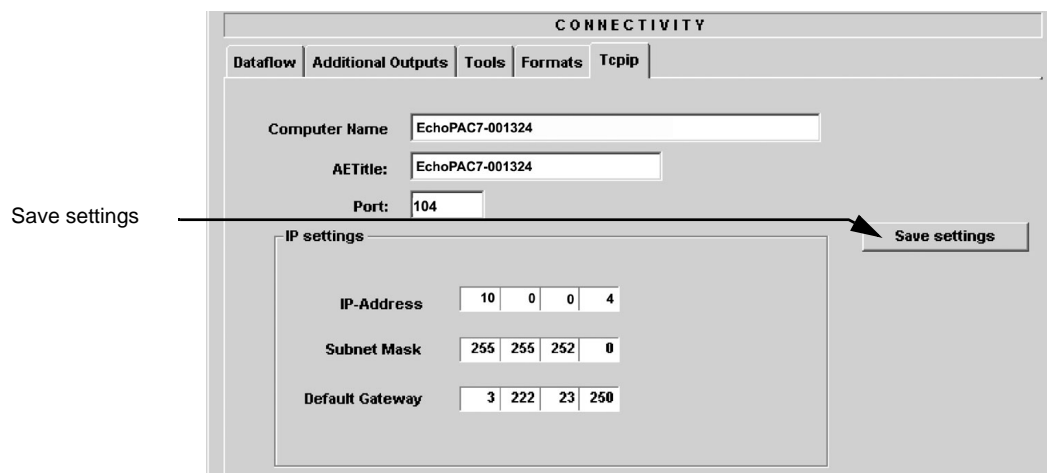 CONNECTIVITY
Dataflow Additional Outputs Tools Formats Tcpip
Computer Name EchoPAC7-001324
AETitle: EchoPAC7-001324
Port: 104
Save settings
IP settings
Save settings
IP-Address 10 0 0 4
Subnet Mask 255 255 252 0
Default Gateway 3 222 23 250